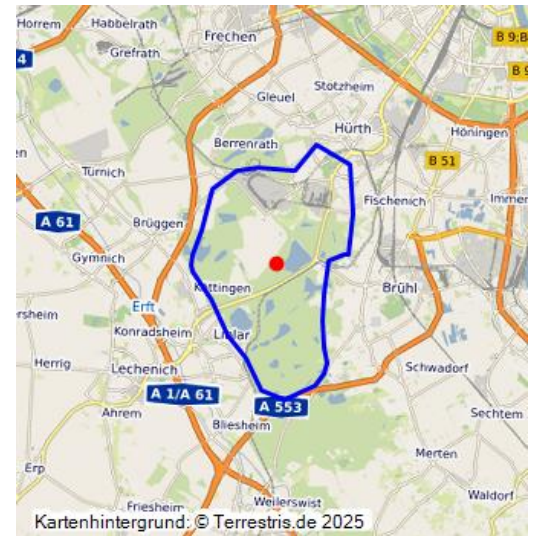 Horrem
Habbelrath
Grefrath
Frechen
B 9;B
4
B 9
Gleuel
Stotzheim
Hürth
Berrenrath
Höningen
B 51
Türnich
Fischenich
Immer
A 61
Brüggen
Gymnich
Kottingen
Brühl
Erft
Konradsheim
Liblar
Herrig
Lechenich
Schwadorf
A 1/A 61
A 553
Ahrem
Sechtem
Bliesheim
Merten
Erp
Waldorf
Weilerswist
Friesheim
Kartenhintergrund: © Terrestris.de 2025